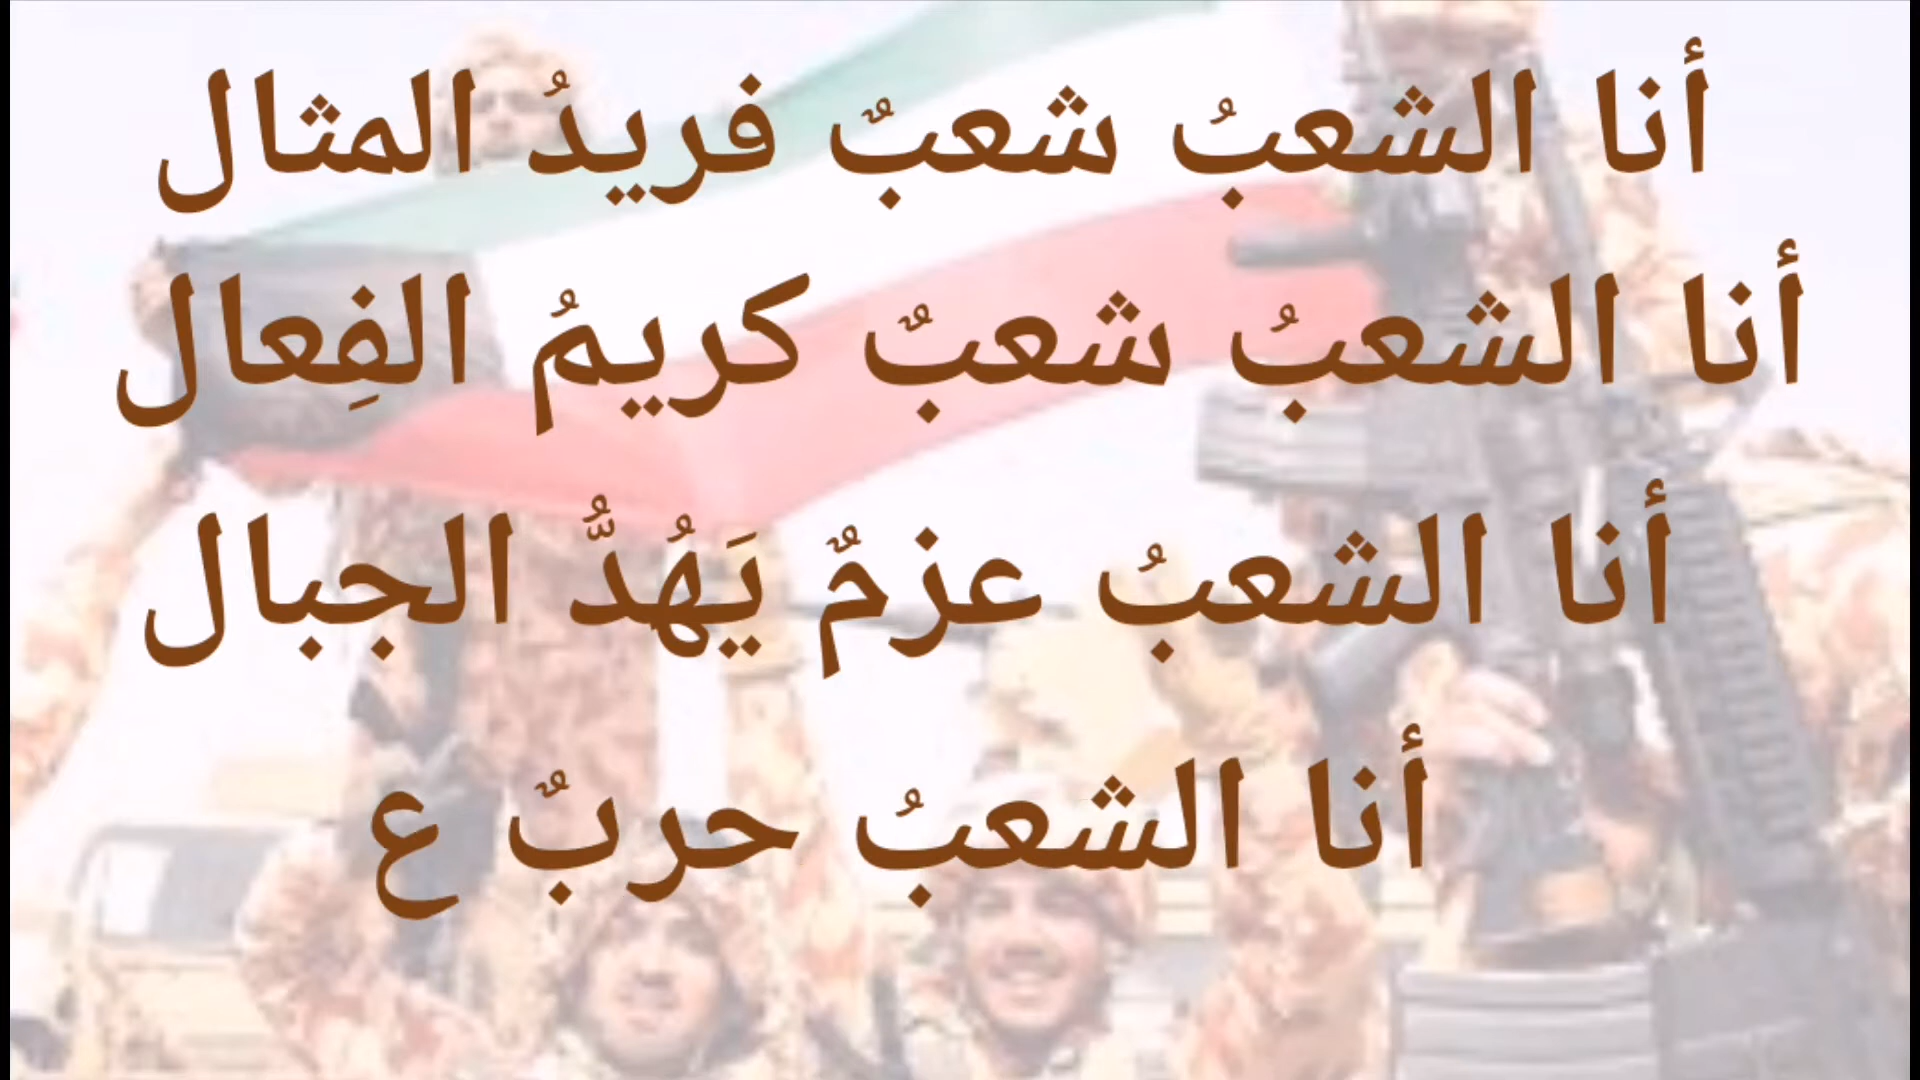 أنا الشعبُ شعبٌ فريدُ المثال
أنا الشعبُ شعبٌ كريمُ الفِعال
أنا الشعبُ عزمٌ يَهُدُّ الجبال
أنا الشعبُ حربٌ ع